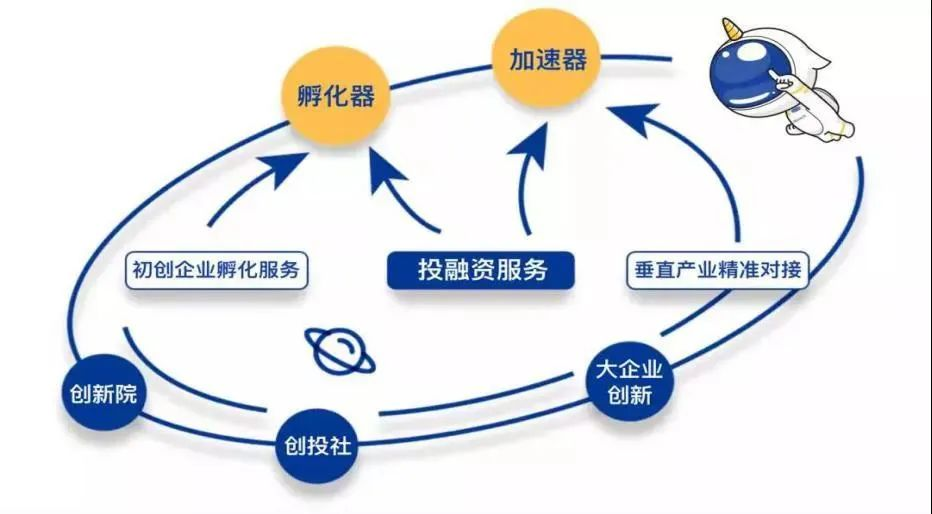 加速器
孵化器
初创企业孵化服务
投融资服务
垂直产业精准对接
创新院
创投社
大企业
创新